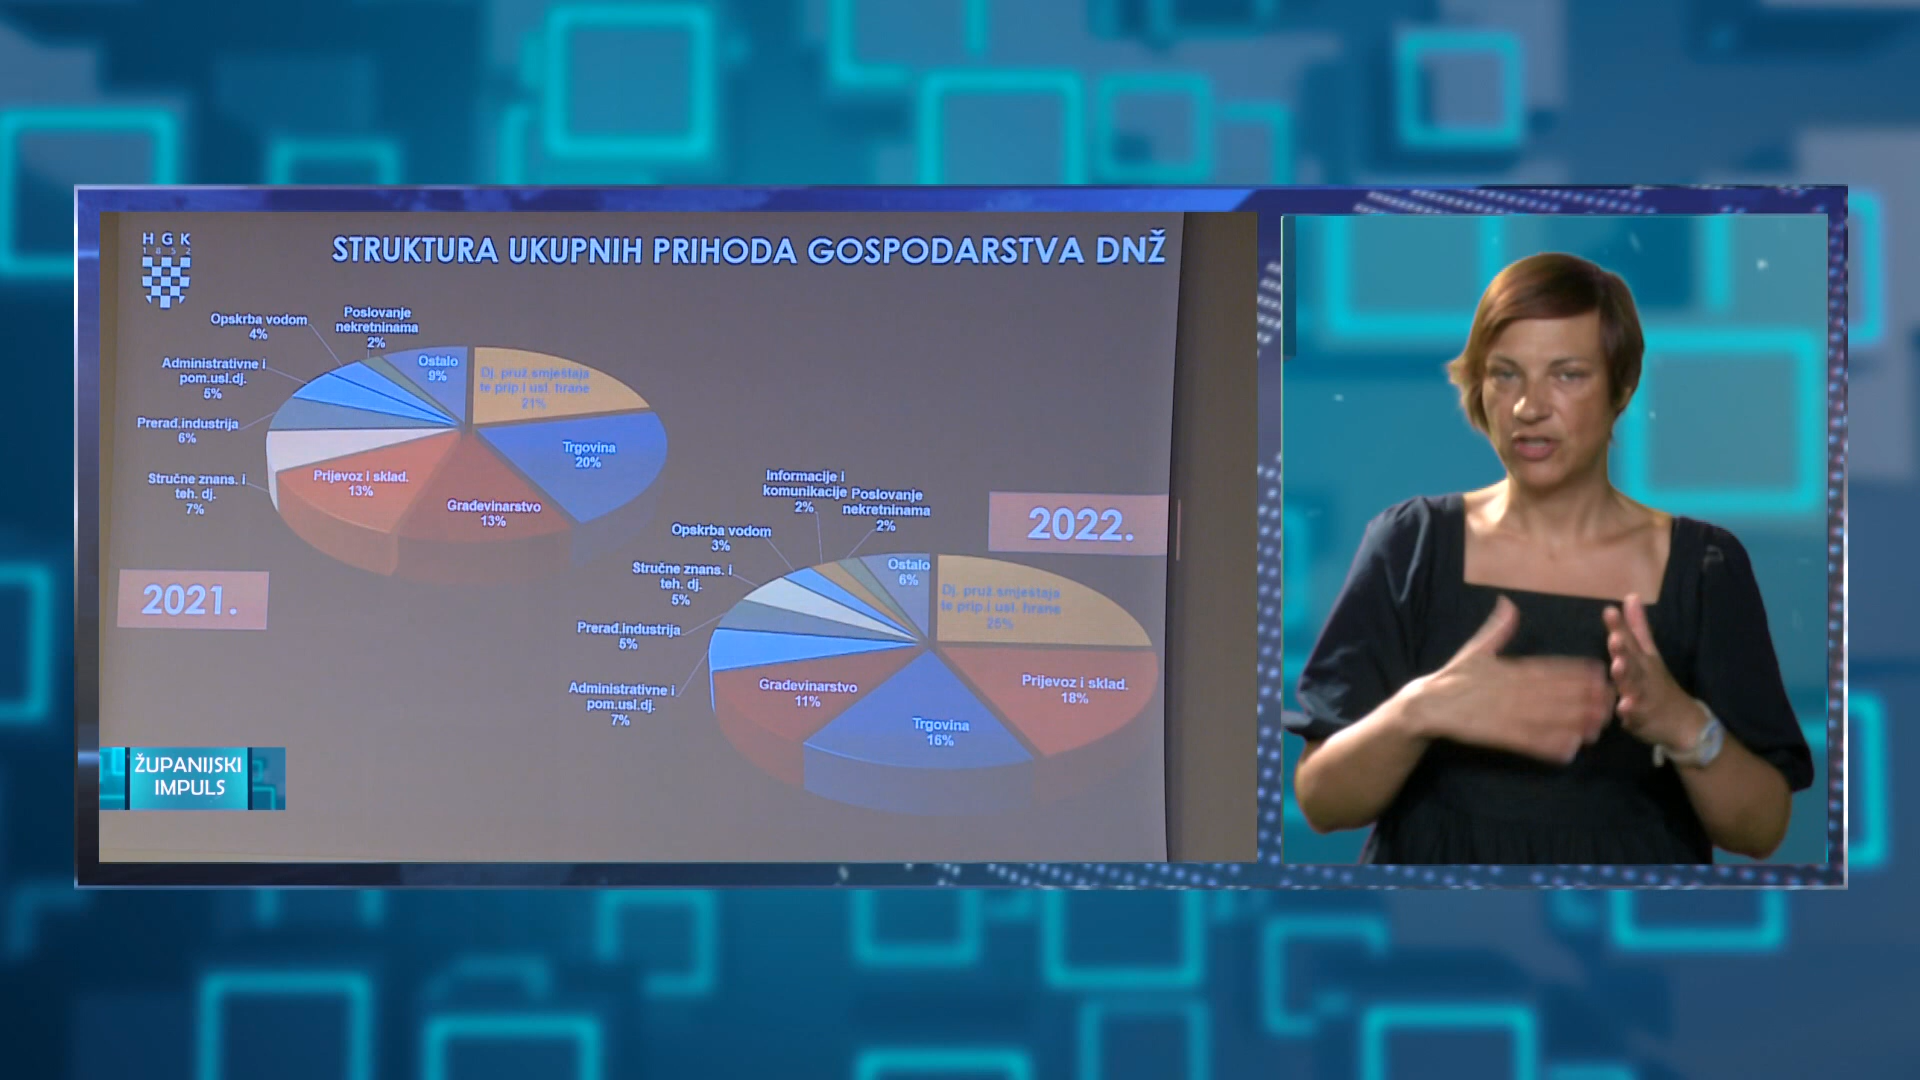 HGK
1852
STRUKTURA UKUPNIH PRIHODA GOSPODARSTVA DNŽ
Poslovanje
nekretninama
2%
Opskrba vodom
4%
Administrativne i
pom.usl.dj.
5%
Prerađ.industrija
6%
Stručne znans. i
teh. dj.
7%
Ostalo
9%
Dj. pruž.smještaja
te prip.i usl. hrane
21%
Trgovina
20%
Prijevoz i sklad.
13%
Građevinarstvo
13%
2021.
2022.
Informacije i
komunikacije
2%
Poslovanje
nekretninama
2%
Opskrba vodom
3%
Stručne znans. i
teh. dj.
5%
Prerađ.industrija
5%
Administrativne i
pom.usl.dj.
7%
Ostalo
6%
Dj. pruž.smještaja
te prip.i usl. hrane
25%
Prijevoz i sklad.
18%
Građevinarstvo
11%
Trgovina
16%
ŽUPANIJSKI
IMPULS